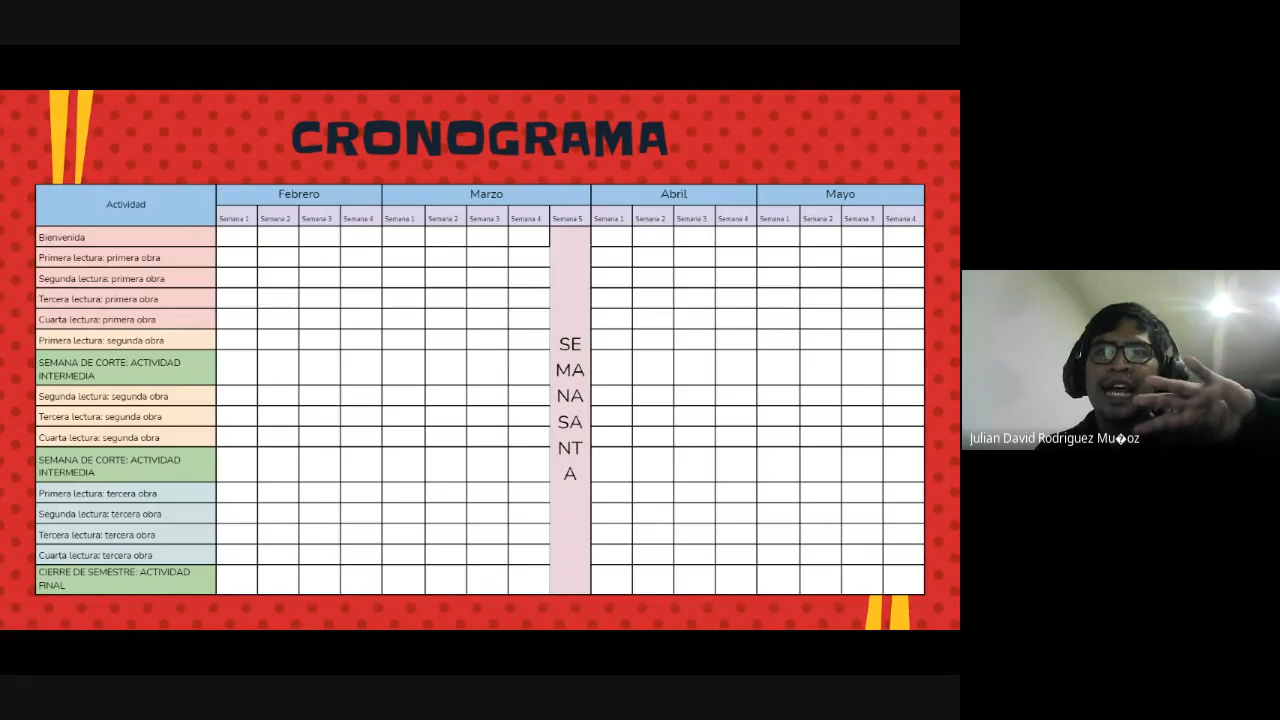 CRONOGRAMA
Actividad
Febrero
Marzo
Abril
Mayo
Semana 1
Semana 2
Semana 3
Semana 4
Semana 1
Semana 2
Semana 3
Semana 4
Semana 5
Semana 1
Semana 2
Semana 3
Semana 4
Semana 1
Semana 2
Semana 3
Semana 4
Bienvenida
Primera lectura: primera obra
Segunda lectura: primera obra
Tercera lectura: primera obra
Cuarta lectura: primera obra
Primera lectura: segunda obra
SEMANA DE CORTE: ACTIVIDAD
INTERMEDIA
Segunda lectura: segunda obra
Tercera lectura: segunda obra
Cuarta lectura: segunda obra
SEMANA DE CORTE: ACTIVIDAD
INTERMEDIA
Primera lectura: tercera obra
Segunda lectura: tercera obra
Tercera lectura: tercera obra
Cuarta lectura: tercera obra
CIERRE DE SEMESTRE: ACTIVIDAD
FINAL
SE
MA
NA
SA
NT
A
Julian David Rodriguez Mu�oz